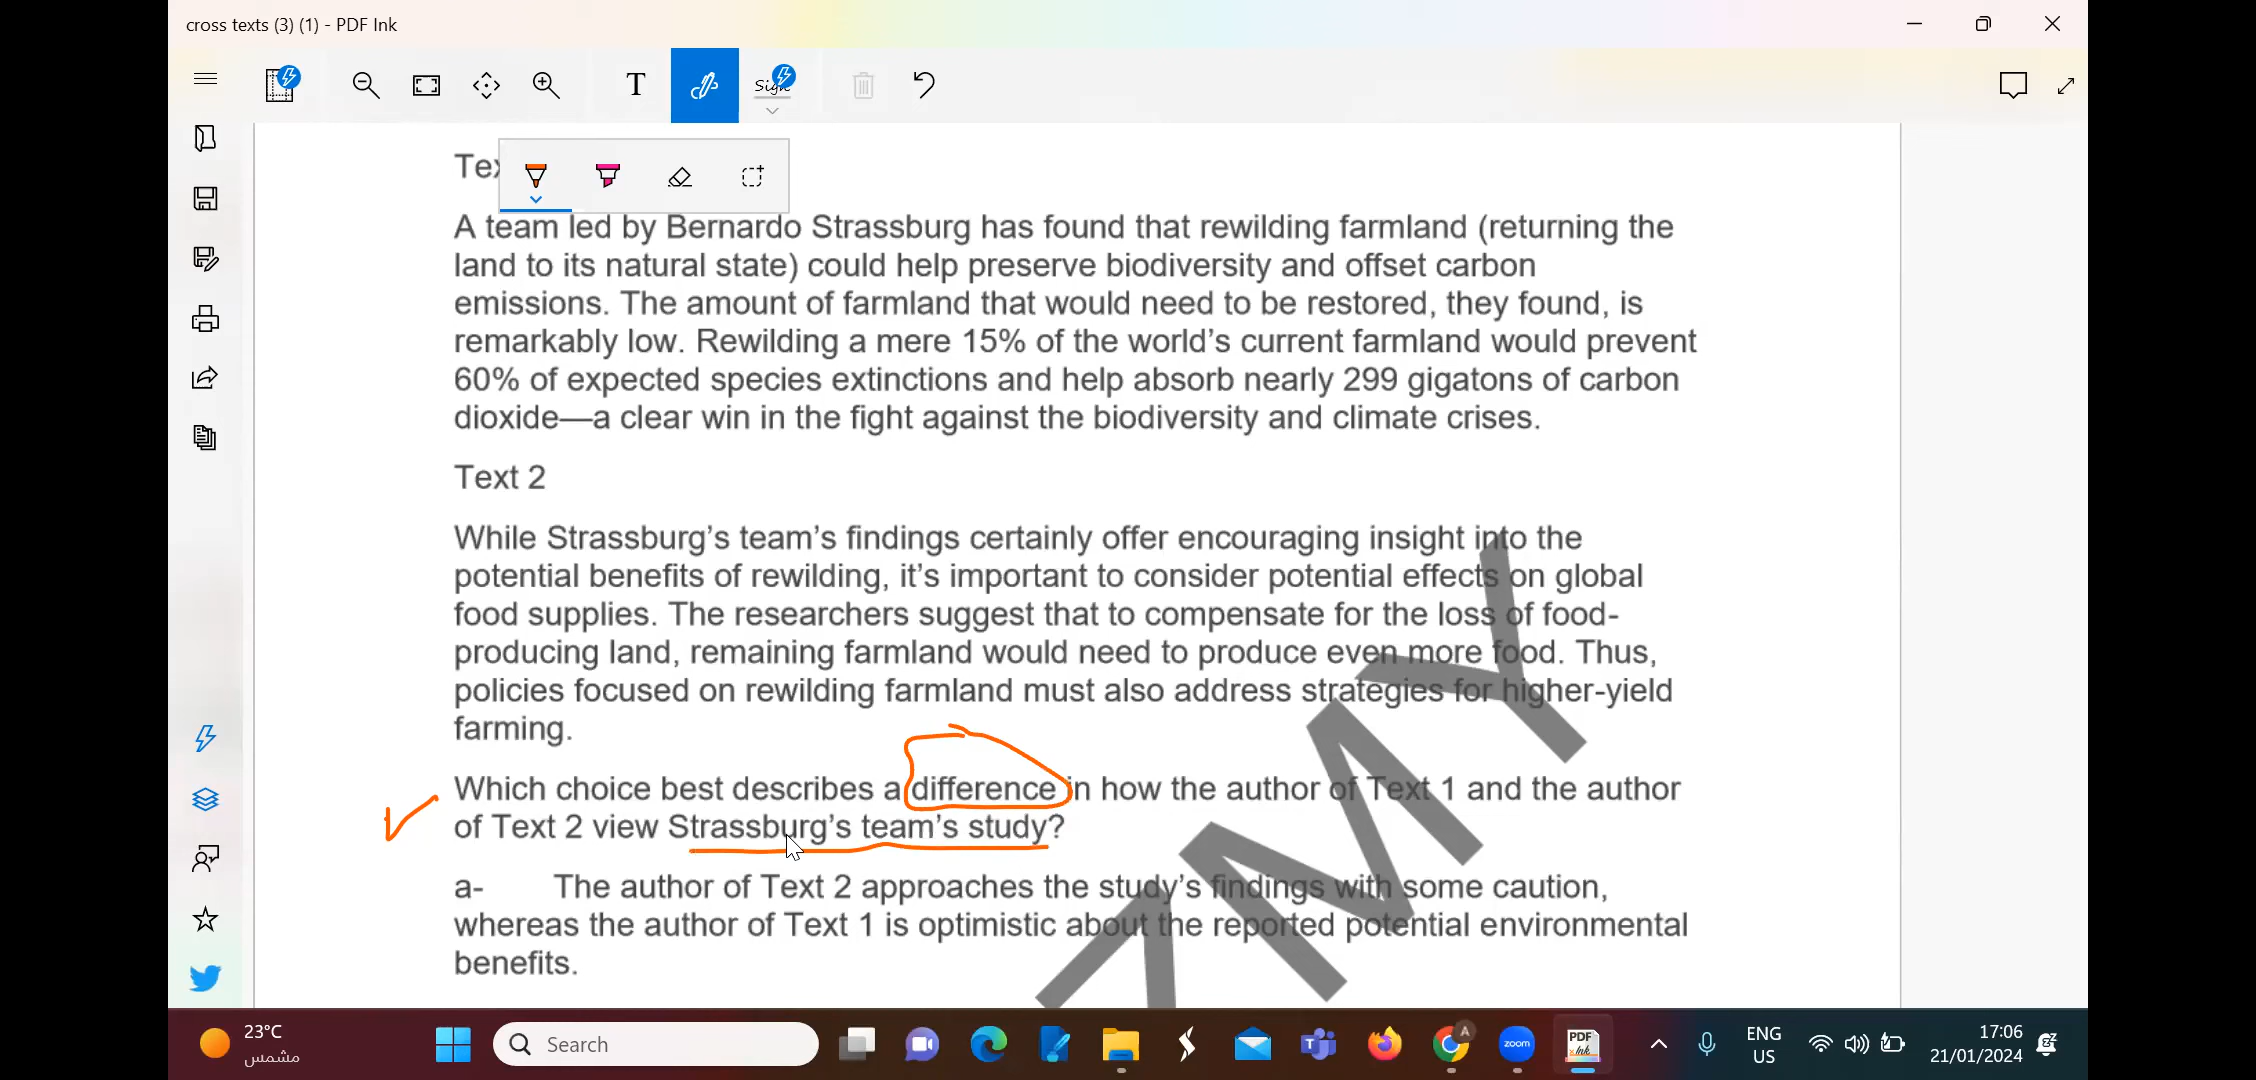 cross texts (3) (1) - PDF Ink
T
Sign
Tex
A team led by Bernardo Strassburg has found that rewilding farmland (returning the
land to its natural state) could help preserve biodiversity and offset carbon
emissions. The amount of farmland that would need to be restored, they found, is
remarkably low. Rewilding a mere 15% of the world’s current farmland would prevent
60% of expected species extinctions and help absorb nearly 299 gigatons of carbon
dioxide—a clear win in the fight against the biodiversity and climate crises.
Text 2
While Strassburg’s team’s findings certainly offer encouraging insight into the
potential benefits of rewilding, it’s important to consider potential effects on global
food supplies. The researchers suggest that to compensate for the loss of food-
producing land, remaining farmland would need to produce even more food. Thus,
policies focused on rewilding farmland must also address strategies for higher-yield
farming.
Which choice best describes a difference in how the author of Text 1 and the author
of Text 2 view Strassburg’s team’s study?
a- The author of Text 2 approaches the study’s findings with some caution,
whereas the author of Text 1 is optimistic about the reported potential environmental
benefits.
ZMY
23°C
مشمس
Search
A
zoom
PDF
Ink
ENG
US
17:06
21/01/2024